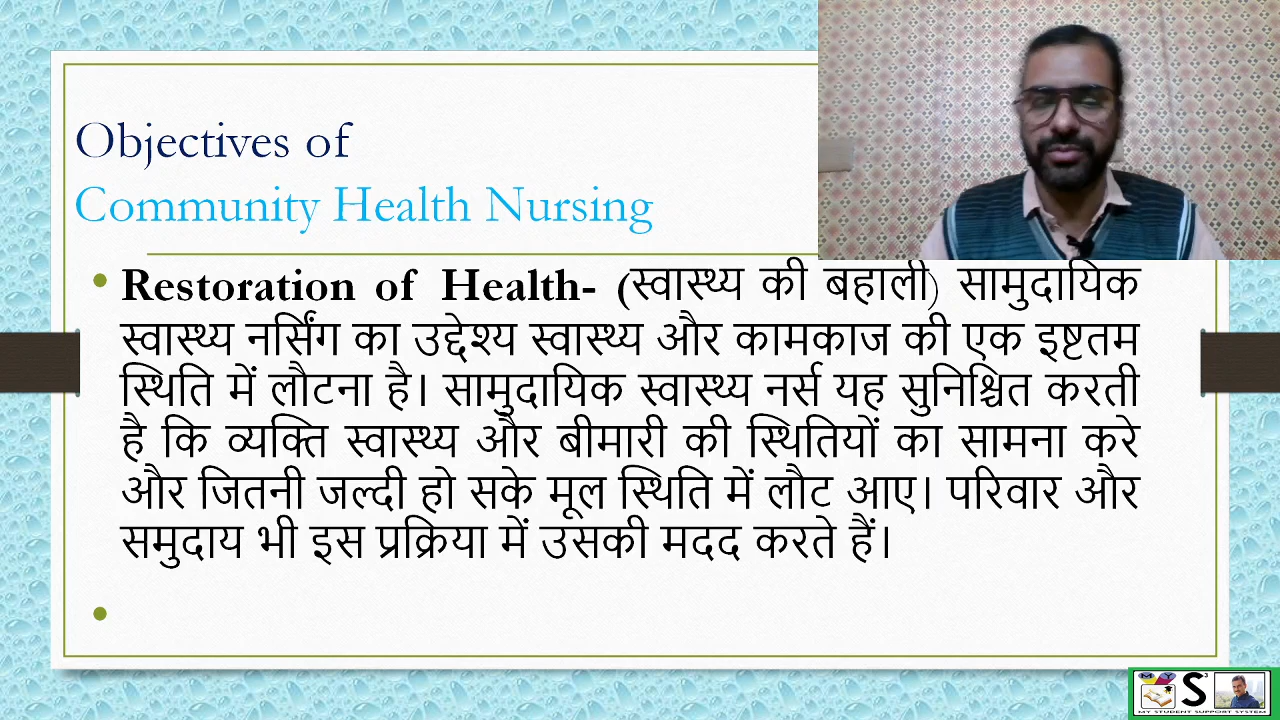 Objectives of
Community Health Nursing
Restoration of Health- (स्वास्थ्य की बहाली) सामुदायिक
स्वास्थ्य नर्सिंग का उद्देश्य स्वास्थ्य और कामकाज की एक इष्टतम
स्थिति में लौटना है। सामुदायिक स्वास्थ्य नर्स यह सुनिश्चित करती
है कि व्यक्ति स्वास्थ्य और बीमारी की स्थितियों का सामना करे
और जितनी जल्दी हो सके मूल स्थिति में लौट आए। परिवार और
समुदाय भी इस प्रक्रिया में उसकी मदद करते हैं।
M Y S³
MY STUDENT SUPPORT SYSTEM